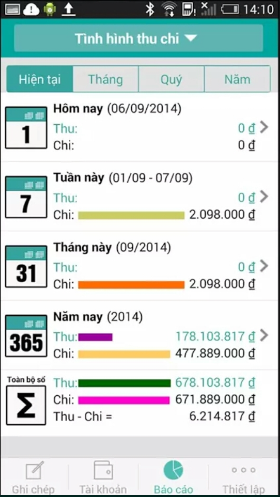 14:10
Tình hình thu chi
Hiện tại Tháng Quý Năm
Hôm nay (06/09/2014)
1
Thu: 0 ₫
Chi: 0 ₫
Tuần này (01/09 - 07/09)
7
Thu: 0 ₫
Chi: 2.098.000 ₫
Tháng này (09/2014)
31
Thu: 0 ₫
Chi: 2.098.000 ₫
Năm nay (2014)
365
Thu: 178.103.817 ₫
Chi: 477.889.000 ₫
Toàn bộ sổ
Σ
Thu: 678.103.817 ₫
Chi: 671.889.000 ₫
Thu - Chi = 6.214.817 ₫
Ghi chép Tài khoản Báo cáo Thiết lập